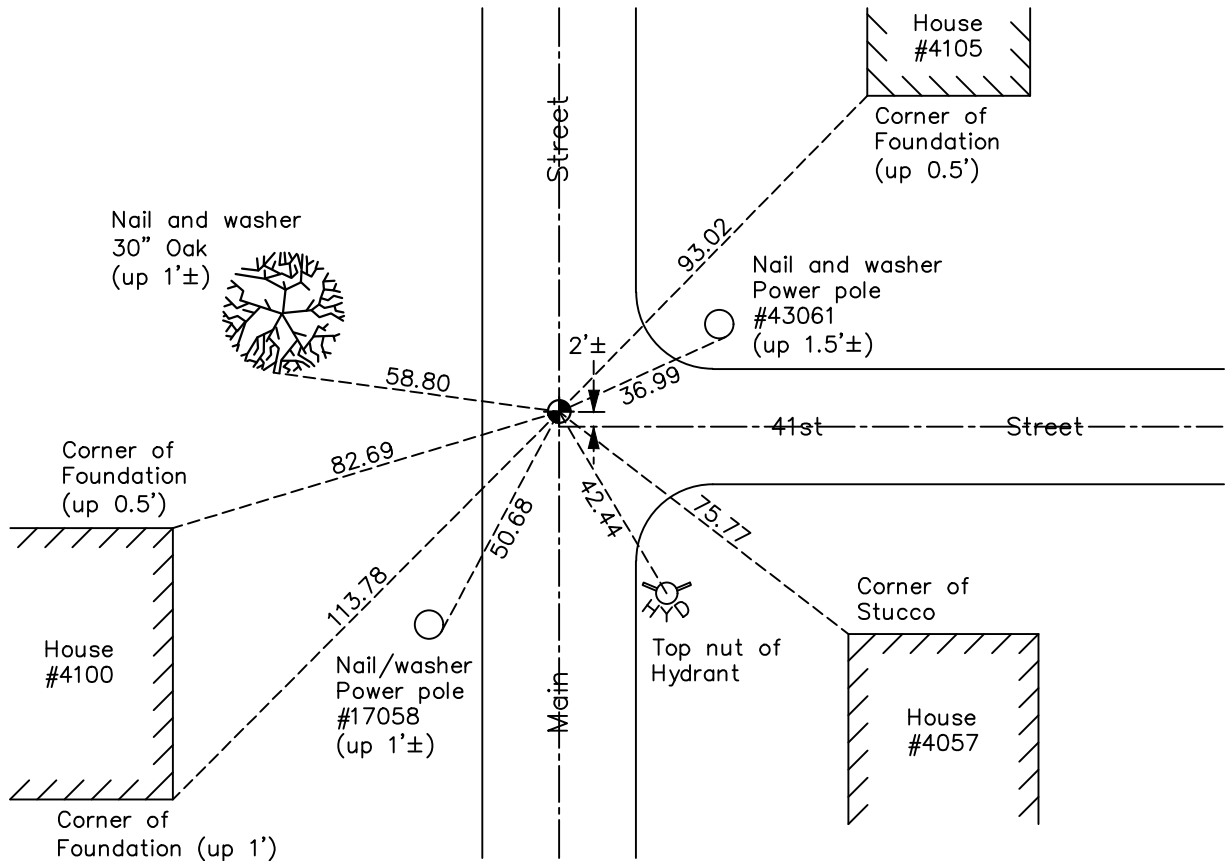 House
#4105
Street
Corner of
Foundation
(up 0.5')
Nail and washer
30" Oak
(up 1'±)
93.02
Nail and washer
Power pole
#43061
(up 1.5'±)
2'±
58.80
36.99
41st Street
Corner of
Foundation
(up 0.5')
82.69
50.68
42.44
75.77
113.78
HYD
Corner of
Stucco
House
#4100
Top nut of
Hydrant
Nail/washer
Power pole
#17058
(up 1'±)
Main
House
#4057
Corner of
Foundation (up 1')